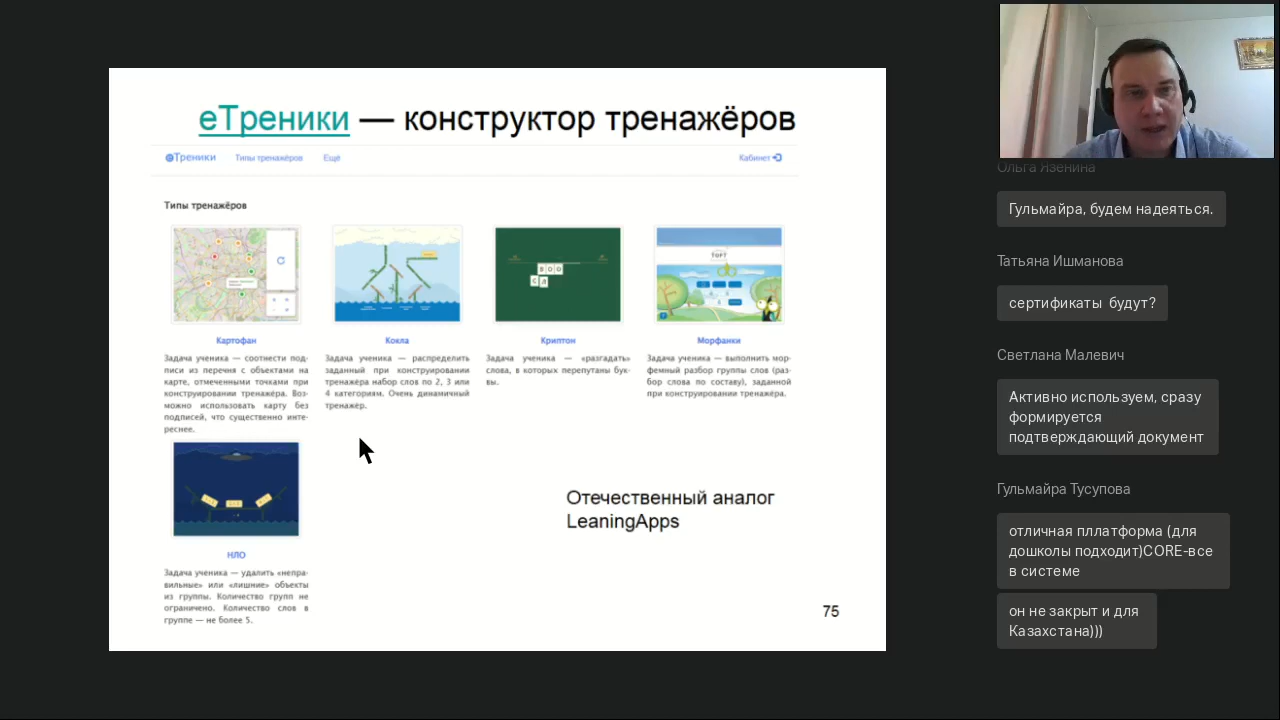 еТреники — конструктор тренажёров
еТреники Типы тренажёров Ещё Кабинет
Типы тренажёров
Картофан
Задача ученика — соотнести под-
писи из перечня с объектами на
карте, отмеченными точками при
конструировании тренажёра. Воз-
можно использовать карту без
подписей, что существенно инте-
реснее.
Кокла
Задача ученика — распределить
заданный при конструировании
тренажёра набор слов по 2, 3 или
4 категориям. Очень динамичный
тренажёр.
Криптон
Задача ученика — «разгадать»
слова, в которых перепутаны бук-
вы.
Морфанки
Задача ученика — выполнить мор-
фемный разбор группы слов (раз-
бор слова по составу), заданной
при конструировании тренажёра.
НЛО
Задача ученика — удалить «непра-
вильные» или «лишние» объекты
из группы. Количество групп не
ограничено. Количество слов в
группе — не более 5.
Отечественный аналог
LeaningApps
75
Ольга Язенина
Гульмайра, будем надеяться.
Татьяна Ишманова
сертификаты будут?
Светлана Малевич
Активно используем, сразу
формируется
подтверждающий документ
Гульмайра Тусупова
отличная пллатформа (для
дошколы подходит)CORE-все
в системе
он не закрыт и для
Казахстана)))